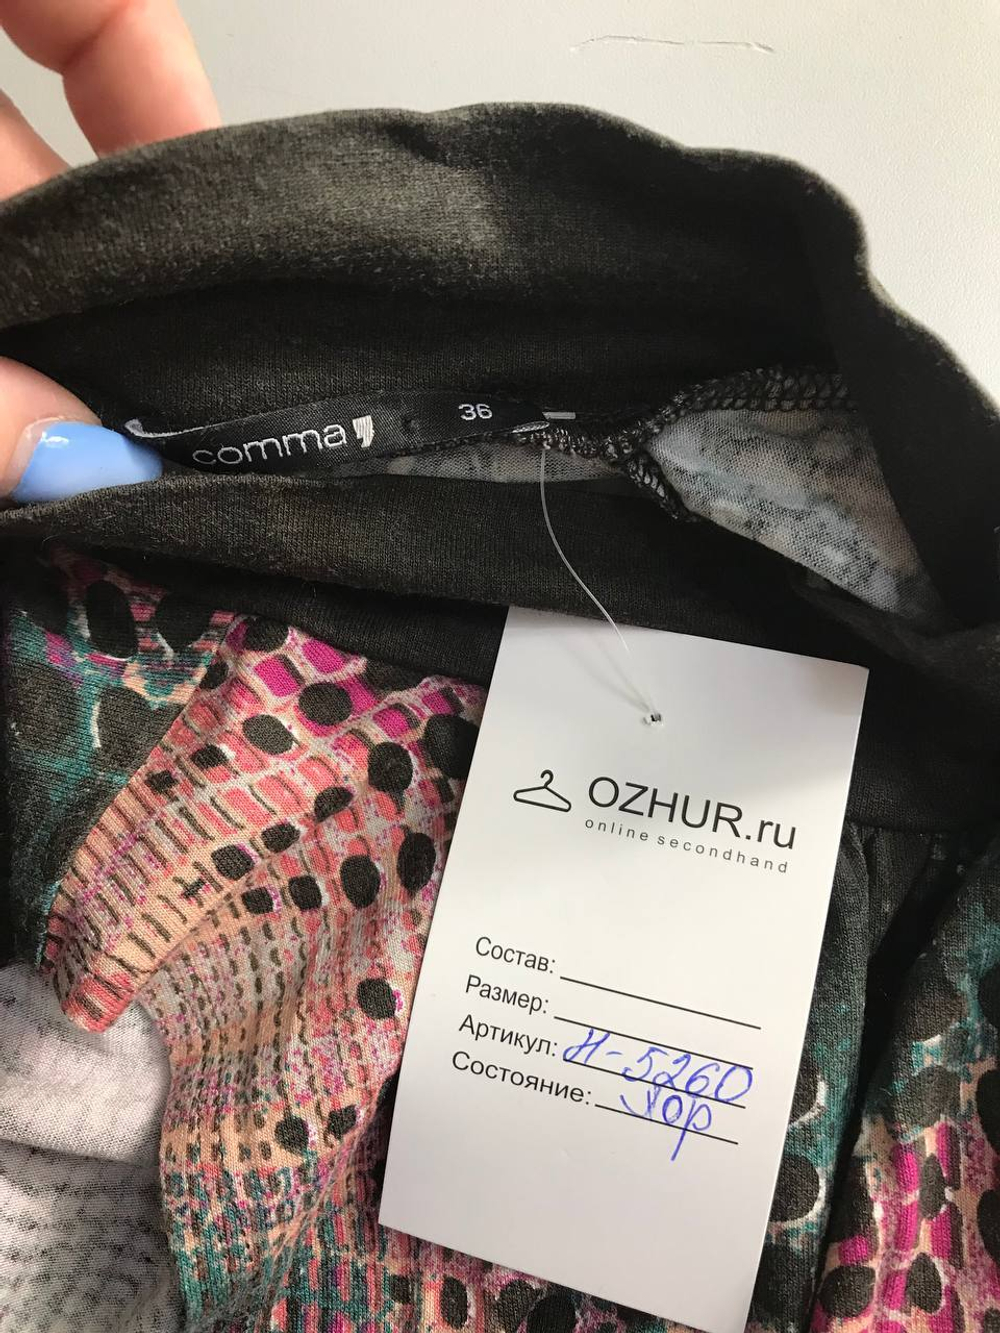 comma
36
OZHUR.ru
online secondhand
Состав:
Размер:
Артикул: Н-5260
Состояние: Хор